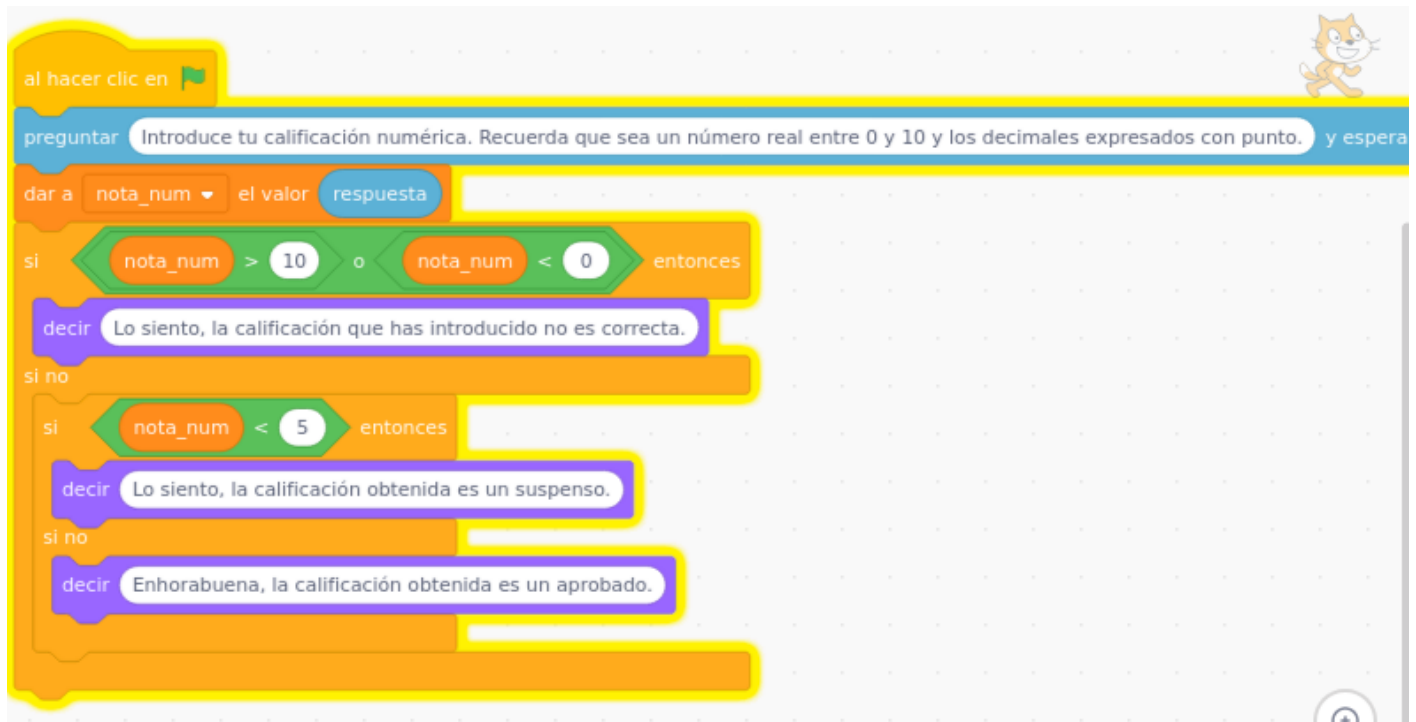 al hacer clic en
preguntar Introduce tu calificación numérica. Recuerda que sea un número real entre 0 y 10 y los decimales expresados con punto. y espera
dar a nota_num el valor respuesta
si nota_num > 10 o nota_num < 0 entonces
decir Lo siento, la calificación que has introducido no es correcta.
si no
si nota_num < 5 entonces
decir Lo siento, la calificación obtenida es un suspenso.
si no
decir Enhorabuena, la calificación obtenida es un aprobado.